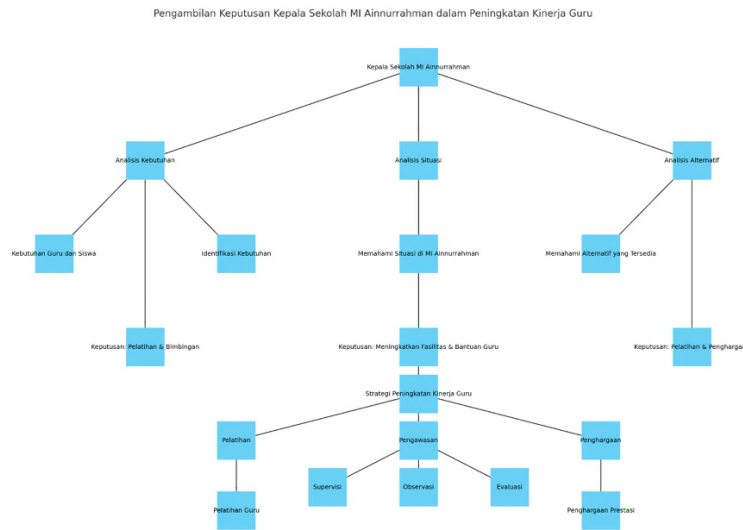 Pengambilan Keputusan Kepala Sekolah MI Ainnurrahman dalam Peningkatan Kinerja Guru
Kepala Sekolah MI Ainnurrahman
Analisis Kebutuhan
Analisis Situasi
Analisis Alternatif
Kebutuhan Guru dan Siswa
Identifikasi Kebutuhan
Memahami Situasi di MI Ainnurrahman
Memahami Alternatif yang Tersedia
Keputusan: Pelatihan & Bimbingan
Keputusan: Meningkatkan Fasilitas & Bantuan Guru
Keputusan: Pelatihan & Pengharga
Strategi Peningkatan Kinerja Guru
Pelatihan
Pengawasan
Penghargaan
Supervisi
Observasi
Evaluasi
Pelatihan Guru
Penghargaan Prestasi